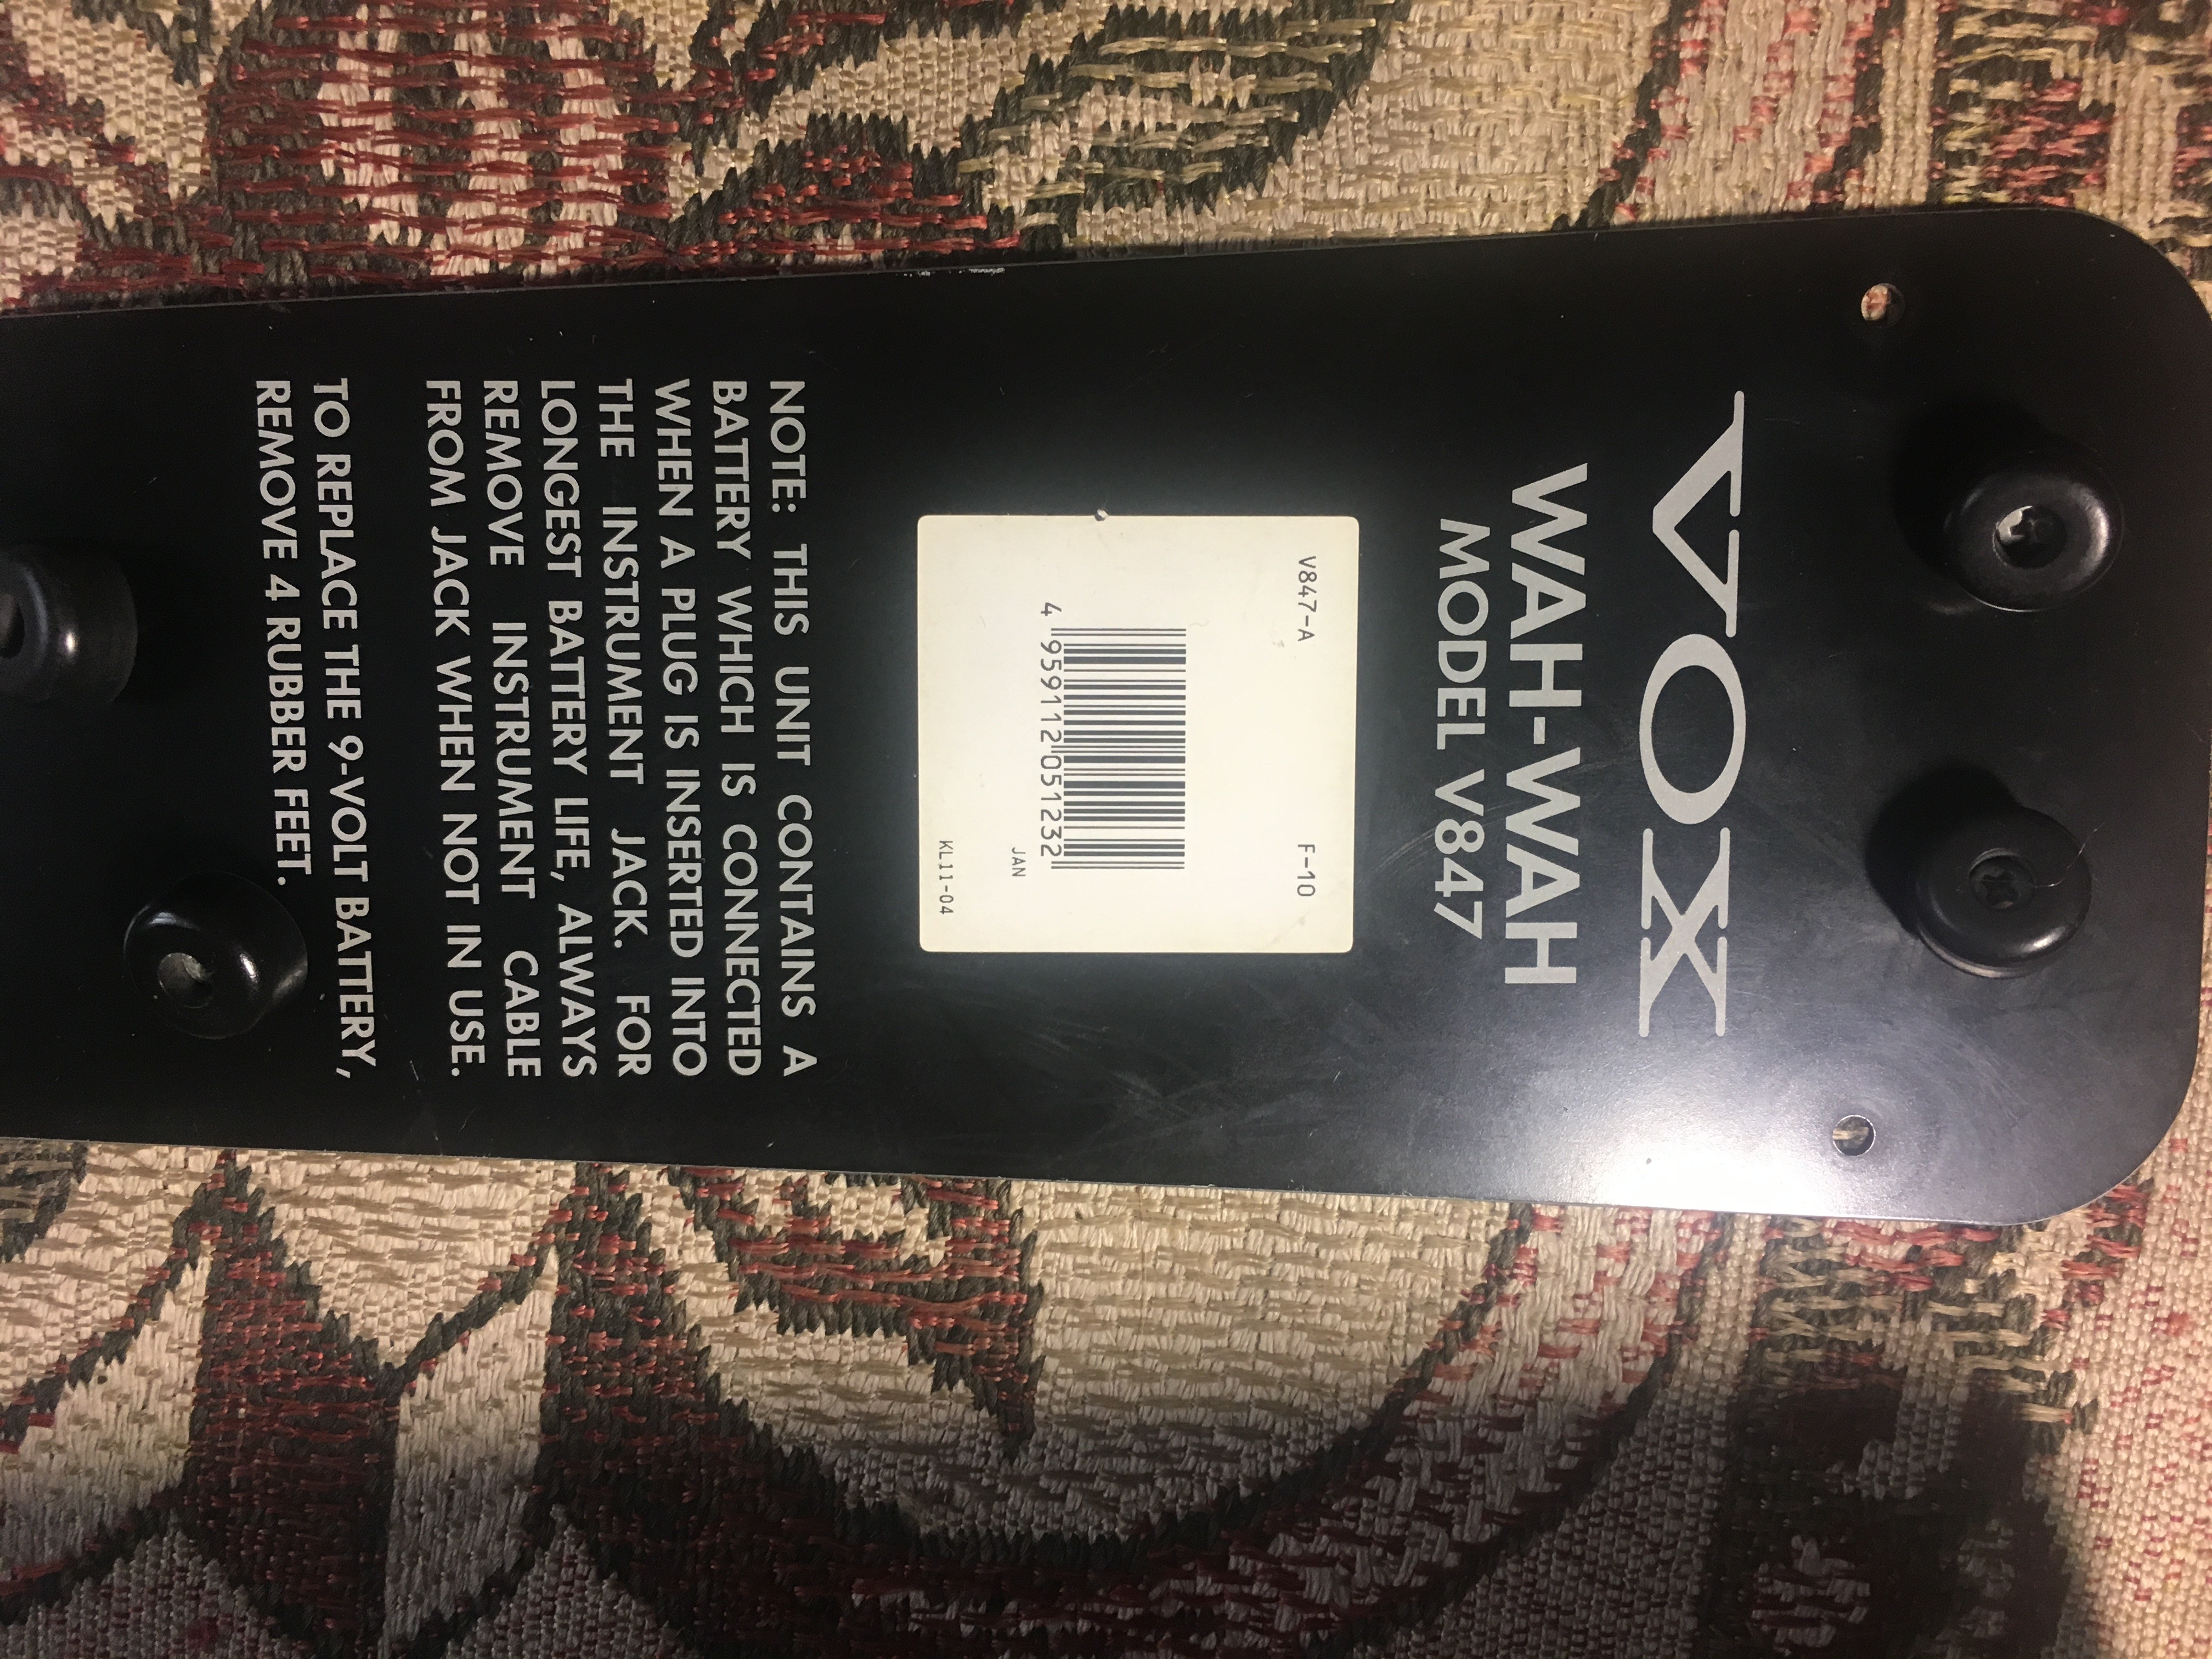 VOX
WAH-WAH
MODEL V847
V847-A F-10
4 959112 051232
JAN
KL11-04
NOTE: THIS UNIT CONTAINS A
BATTERY WHICH IS CONNECTED
WHEN A PLUG IS INSERTED INTO
THE INSTRUMENT JACK. FOR
LONGEST BATTERY LIFE, ALWAYS
REMOVE INSTRUMENT CABLE
FROM JACK WHEN NOT IN USE.
TO REPLACE THE 9-VOLT BATTERY,
REMOVE 4 RUBBER FEET.